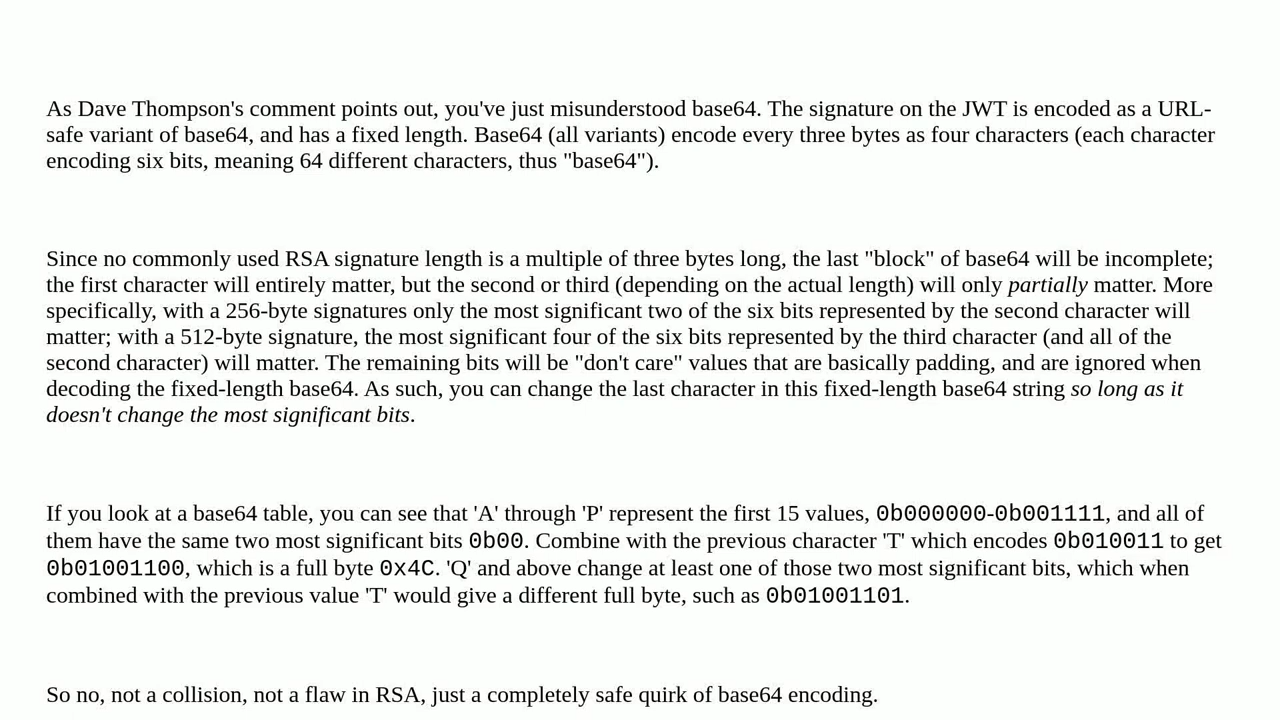 As Dave Thompson's comment points out, you've just misunderstood base64. The signature on the JWT is encoded as a URL-
safe variant of base64, and has a fixed length. Base64 (all variants) encode every three bytes as four characters (each character
encoding six bits, meaning 64 different characters, thus "base64").
Since no commonly used RSA signature length is a multiple of three bytes long, the last "block" of base64 will be incomplete;
the first character will entirely matter, but the second or third (depending on the actual length) will only partially matter. More
specifically, with a 256-byte signatures only the most significant two of the six bits represented by the second character will
matter; with a 512-byte signature, the most significant four of the six bits represented by the third character (and all of the
second character) will matter. The remaining bits will be "don't care" values that are basically padding, and are ignored when
decoding the fixed-length base64. As such, you can change the last character in this fixed-length base64 string so long as it
doesn't change the most significant bits.
If you look at a base64 table, you can see that 'A' through 'P' represent the first 15 values, 0b000000-0b001111, and all of
them have the same two most significant bits 0b00. Combine with the previous character 'T' which encodes 0b010011 to get
0b01001100, which is a full byte 0x4C. 'Q' and above change at least one of those two most significant bits, which when
combined with the previous value 'T' would give a different full byte, such as 0b01001101.
So no, not a collision, not a flaw in RSA, just a completely safe quirk of base64 encoding.